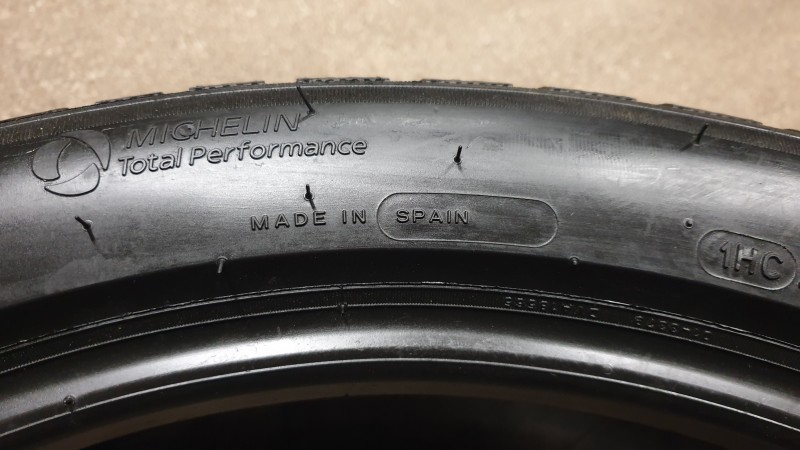 MICHELIN
Total Performance
MADE IN SPAIN
1HC